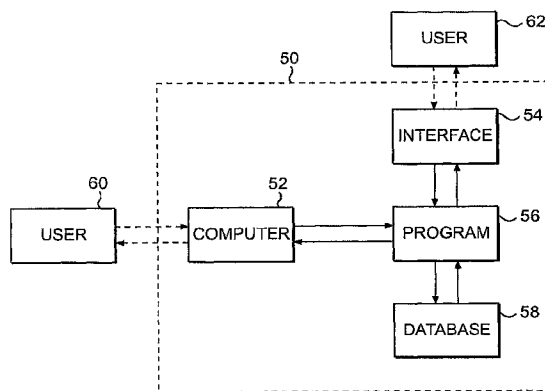 USER
62
50
INTERFACE
54
60
USER
52
COMPUTER
PROGRAM
56
DATABASE
58